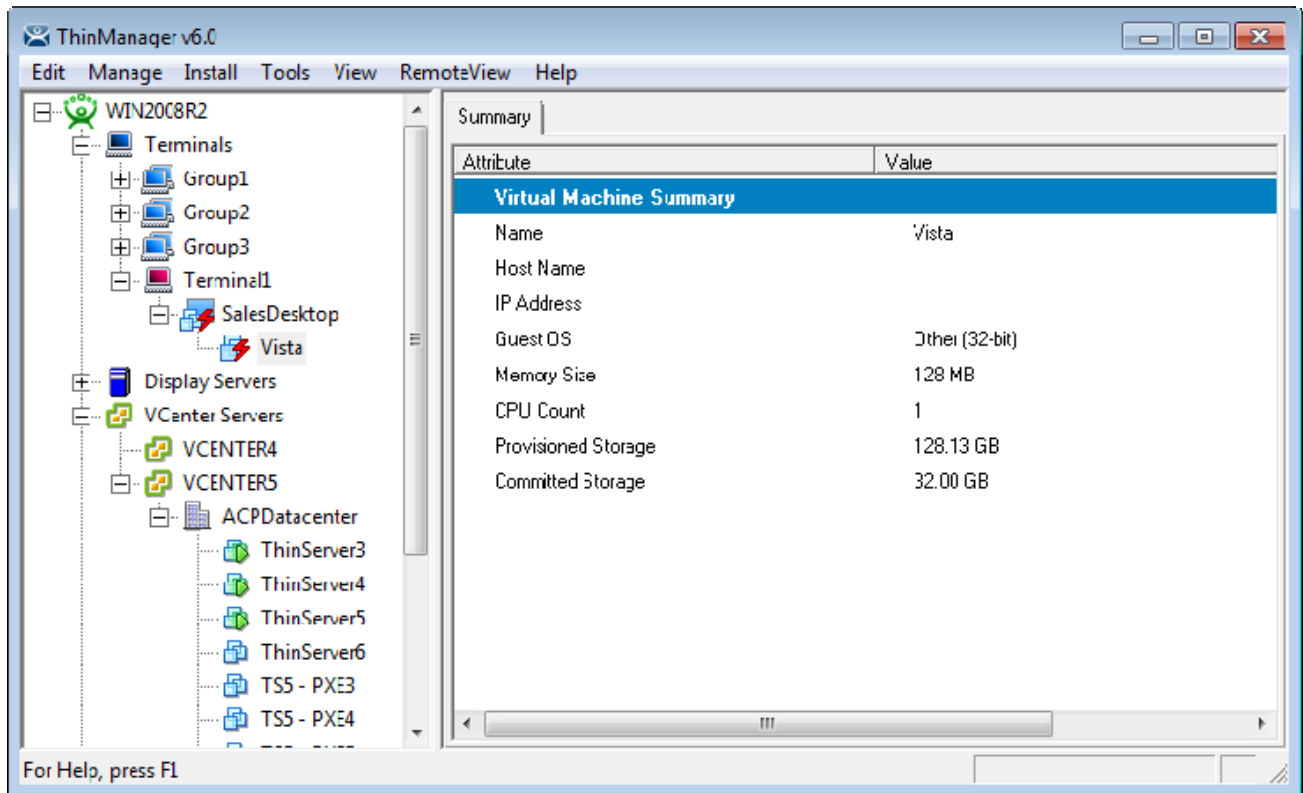 ThinManager v6.0
Edit Manage Install Tools View RemoteView Help
WIN2008R2
Terminals
Group1
Group2
Group3
Terminal1
SalesDesktop
Vista
Display Servers
VCenter Servers
VCENTER4
VCENTER5
ACPDatacenter
ThinServer3
ThinServer4
ThinServer5
ThinServer6
TS5 - PXE3
TS5 - PXE4
Summary
Attribute Value
Virtual Machine Summary
Name Vista
Host Name
IP Address
Guest OS Other (32-bit)
Memory Size 128 MB
CPU Count 1
Provisioned Storage 128.13 GB
Committed Storage 32.00 GB
For Help, press F1